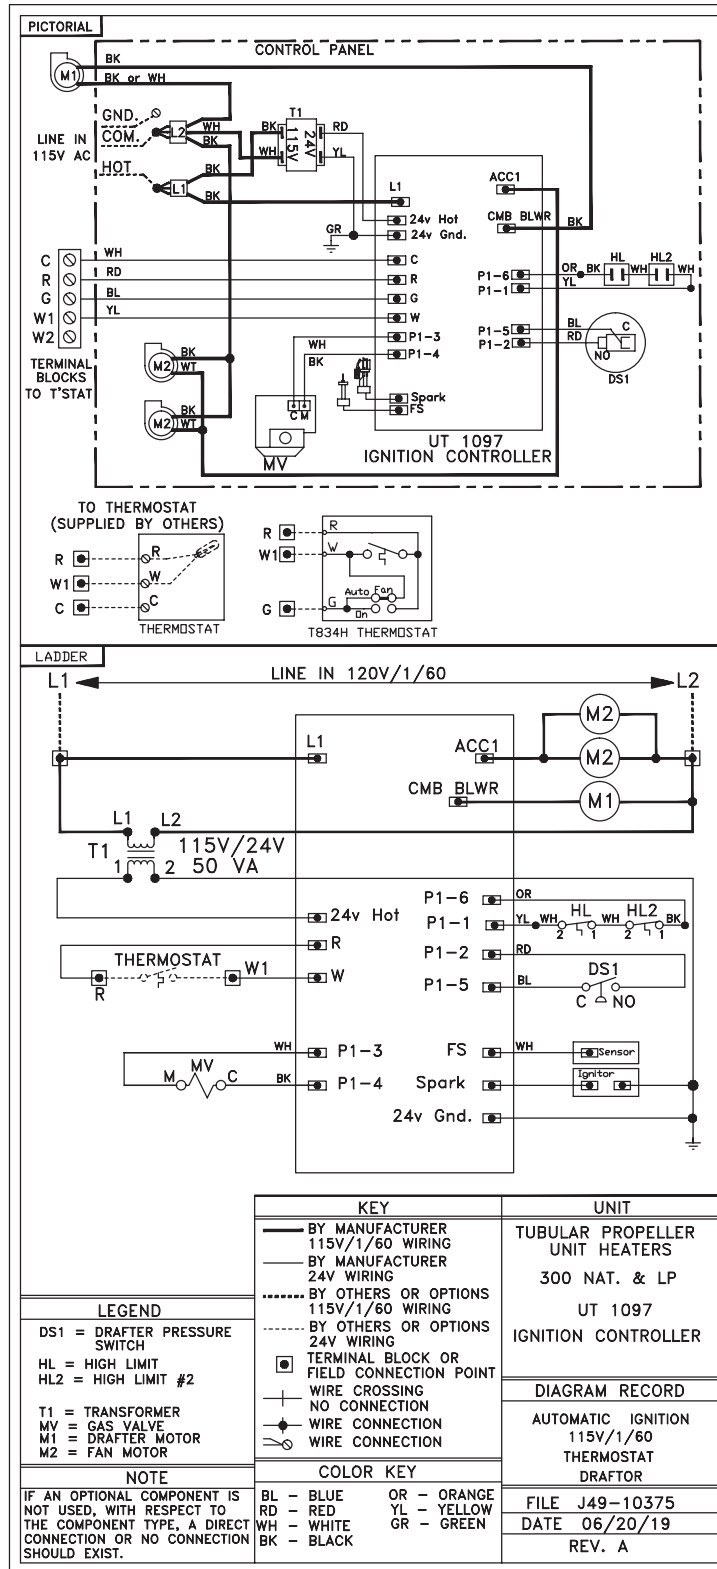 PICTORIAL
CONTROL PANEL
M1
BK
BK or WH
GND.
COM.
LINE IN
115V AC
HOT
L2
WH
BK
L1
BK
BK
T1
BK
WH
115V
24V
RD
YL
GR
L1
24v Hot
24v Gnd.
C
R
G
W
P1-3
P1-4
Spark
FS
ACC1
CMB BLWR
BK
P1-6
P1-1
P1-5
P1-2
OR
BK
HL
WH
HL2
WH
YL
BL
RD
C
NO
DS1
C
WH
R
RD
G
BL
W1
YL
W2
TERMINAL
BLOCKS
TO T'STAT
M2
BK
WT
M2
BK
WT
WH
BK
C M
MV
UT 1097
IGNITION CONTROLLER
TO THERMOSTAT
(SUPPLIED BY OTHERS)
R
W1
C
R
W
C
THERMOSTAT
R
W1
G
R
W
G
Auto
Fan
On
T834H THERMOSTAT
LADDER
L1
LINE IN 120V/1/60
L2
L1
ACC1
M2
M2
CMB BLWR
M1
L1
L2
T1
115V/24V
1
2
50 VA
24v Hot
R
THERMOSTAT
W1
W
R
P1-6
OR
P1-1
YL
WH
HL
WH
HL2
BK
2
1
2
1
P1-2
RD
P1-5
BL
DS1
C
NO
WH
P1-3
MV
M
C
BK
P1-4
FS
WH
Sensor
Spark
Ignitor
24v Gnd.
KEY
BY MANUFACTURER
115V/1/60 WIRING
BY MANUFACTURER
24V WIRING
BY OTHERS OR OPTIONS
115V/1/60 WIRING
BY OTHERS OR OPTIONS
24V WIRING
TERMINAL BLOCK OR
FIELD CONNECTION POINT
WIRE CROSSING
NO CONNECTION
WIRE CONNECTION
WIRE CONNECTION
UNIT
TUBULAR PROPELLER
UNIT HEATERS
300 NAT. & LP
UT 1097
IGNITION CONTROLLER
LEGEND
DS1 = DRAFTER PRESSURE
SWITCH
HL = HIGH LIMIT
HL2 = HIGH LIMIT #2
T1 = TRANSFORMER
MV = GAS VALVE
M1 = DRAFTER MOTOR
M2 = FAN MOTOR
DIAGRAM RECORD
AUTOMATIC IGNITION
115V/1/60
THERMOSTAT
DRAFTOR
NOTE
IF AN OPTIONAL COMPONENT IS
NOT USED, WITH RESPECT TO
THE COMPONENT TYPE, A DIRECT
CONNECTION OR NO CONNECTION
SHOULD EXIST.
COLOR KEY
BL - BLUE
RD - RED
WH - WHITE
BK - BLACK
OR - ORANGE
YL - YELLOW
GR - GREEN
FILE J49-10375
DATE 06/20/19
REV. A